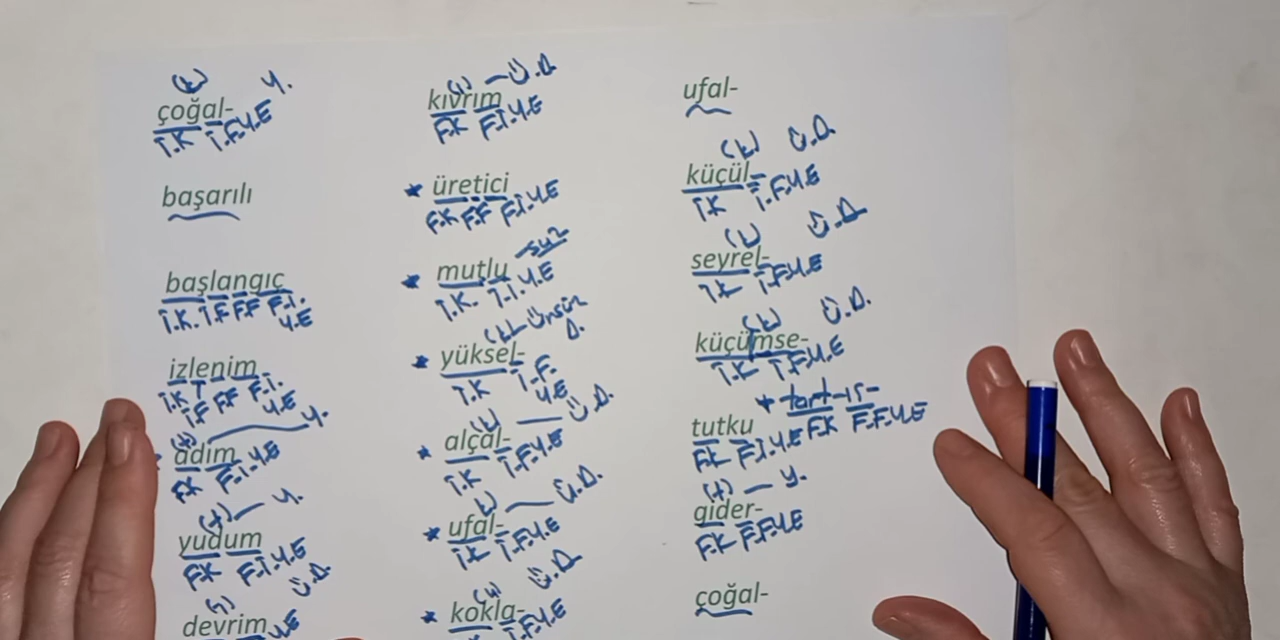 (k) y.
çoğal-
İ.K İ.F.Y.E
başarılı
başlangıç
İ.K. İ.F F.F F.İ.
Y.E
izlenim
İ.K İ.F F.F F.İ.
Y.E
(t) y.
adım
F.K F.İ.Y.E
(t) y.
yudum
F.K F.İ.Y.E
Ü.D.
devrim
(ı) Ü.D.
kıvrım
F.K F.İ.Y.E
* üretici
F.K F.F F.İ.Y.E
-suz
* mutlu
İ.K. İ.İ.Y.E
(k) Ünsüz
D.
* yüksel-
İ.K İ.F.
Y.E
(k) Ü.D.
* alçal-
İ.K İ.F.Y.E
Ü.D.
* ufal-
İ.K İ.F.Y.E
Ü.D
* kokla-
İ.F.Y.E
ufal-
(k) Ü.D.
küçül-
İ.K İ.F.Y.E
Ü.D
seyrel-
İ.K İ.F.Y.E
(k) Ü.D.
küçümse-
İ.K İ.F.Y.E
* tart-ış-
F.K F.F.Y.E
tutku
F.K F.İ.Y.E
(t) y.
gider-
F.K F.F.Y.E
çoğal-